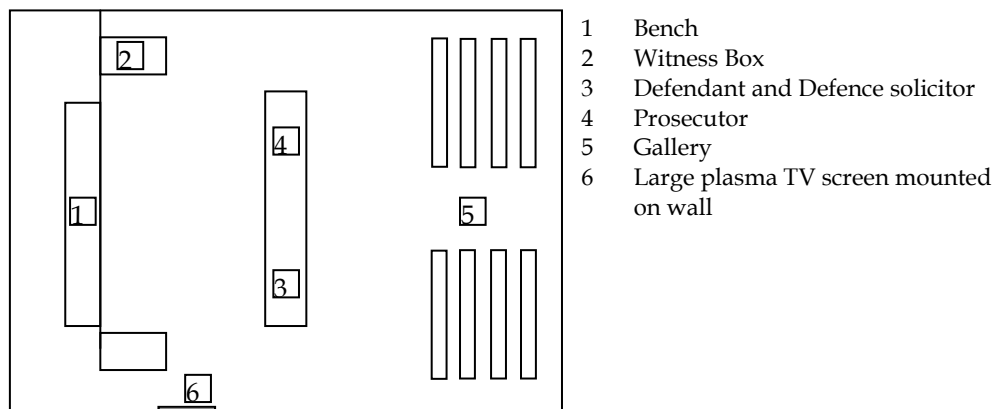 1 Bench
2 Witness Box
3 Defendant and Defence solicitor
4 Prosecutor
5 Gallery
6 Large plasma TV screen mounted
on wall
2
4
1
5
3
6